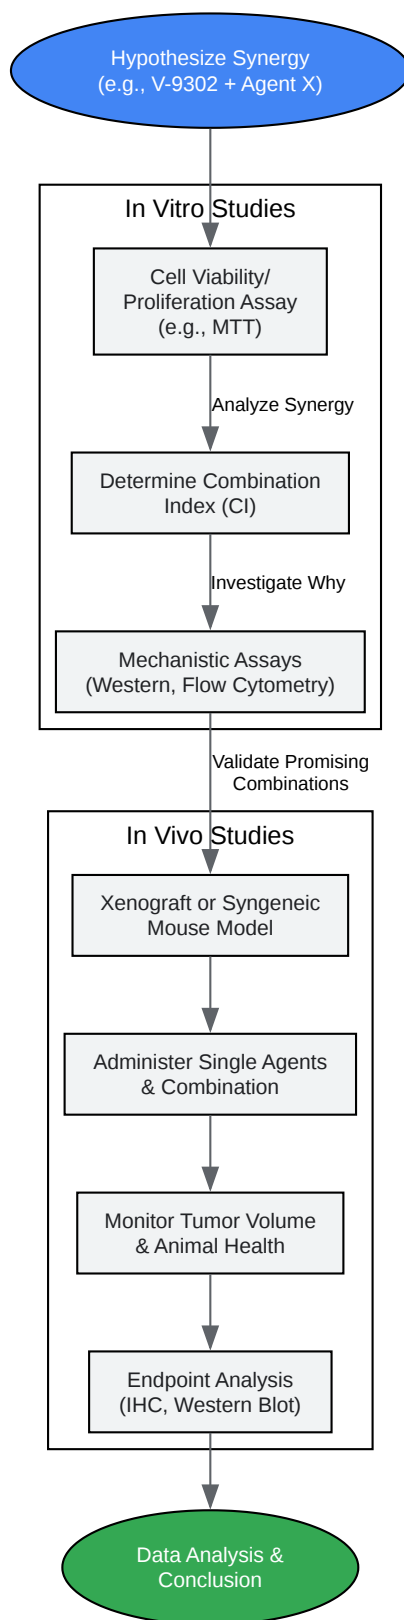 Hypothesize Synergy
(e.g., V-9302 + Agent X)
In Vitro Studies
Cell Viability/
Proliferation Assay
(e.g., MTT)
Analyze Synergy
Determine Combination
Index (CI)
Investigate Why
Mechanistic Assays
(Western, Flow Cytometry)
Validate Promising
Combinations
In Vivo Studies
Xenograft or Syngeneic
Mouse Model
Administer Single Agents
& Combination
Monitor Tumor Volume
& Animal Health
Endpoint Analysis
(IHC, Western Blot)
Data Analysis &
Conclusion